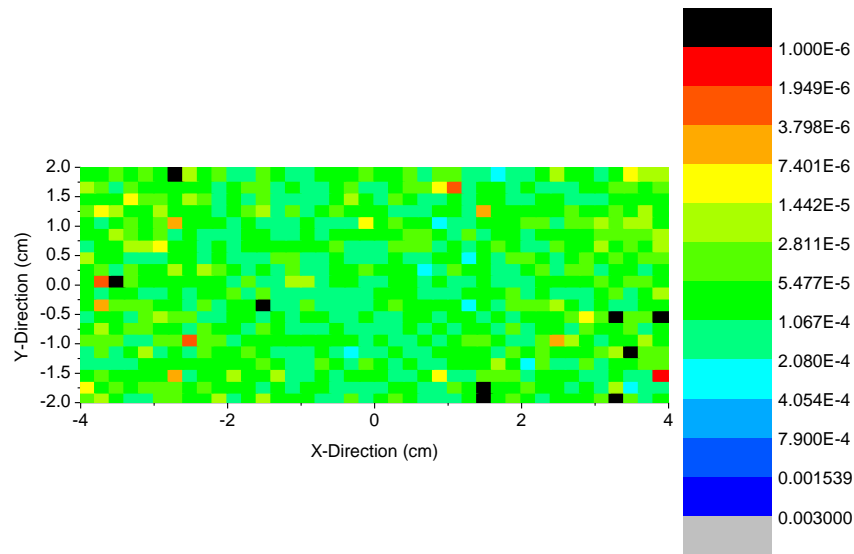 1.000E-6
1.949E-6
3.798E-6
7.401E-6
1.442E-5
2.811E-5
5.477E-5
1.067E-4
2.080E-4
4.054E-4
7.900E-4
0.001539
0.003000
2.0
1.5
1.0
0.5
0.0
-0.5
-1.0
-1.5
-2.0
Y-Direction (cm)
-4 -2 0 2 4
X-Direction (cm)